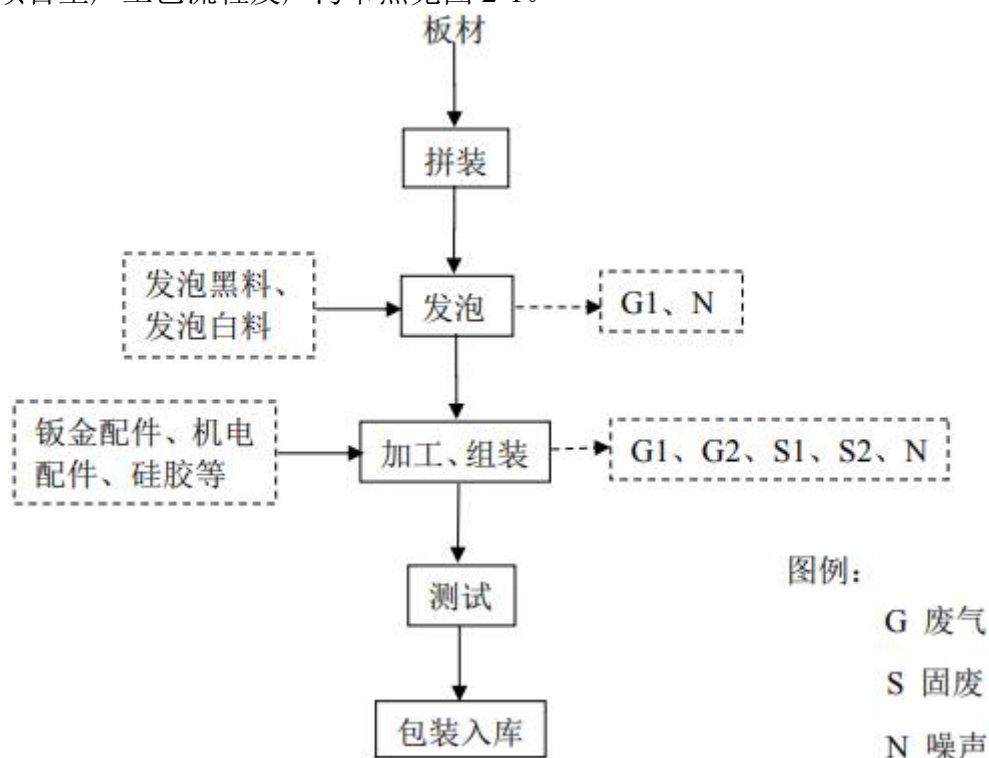 板材
拼装
发泡黑料、
发泡白料
发泡
G1、N
钣金配件、机电
配件、硅胶等
加工、组装
G1、G2、S1、S2、N
测试
图例：
G 废气
S 固废
包装入库
N 噪声